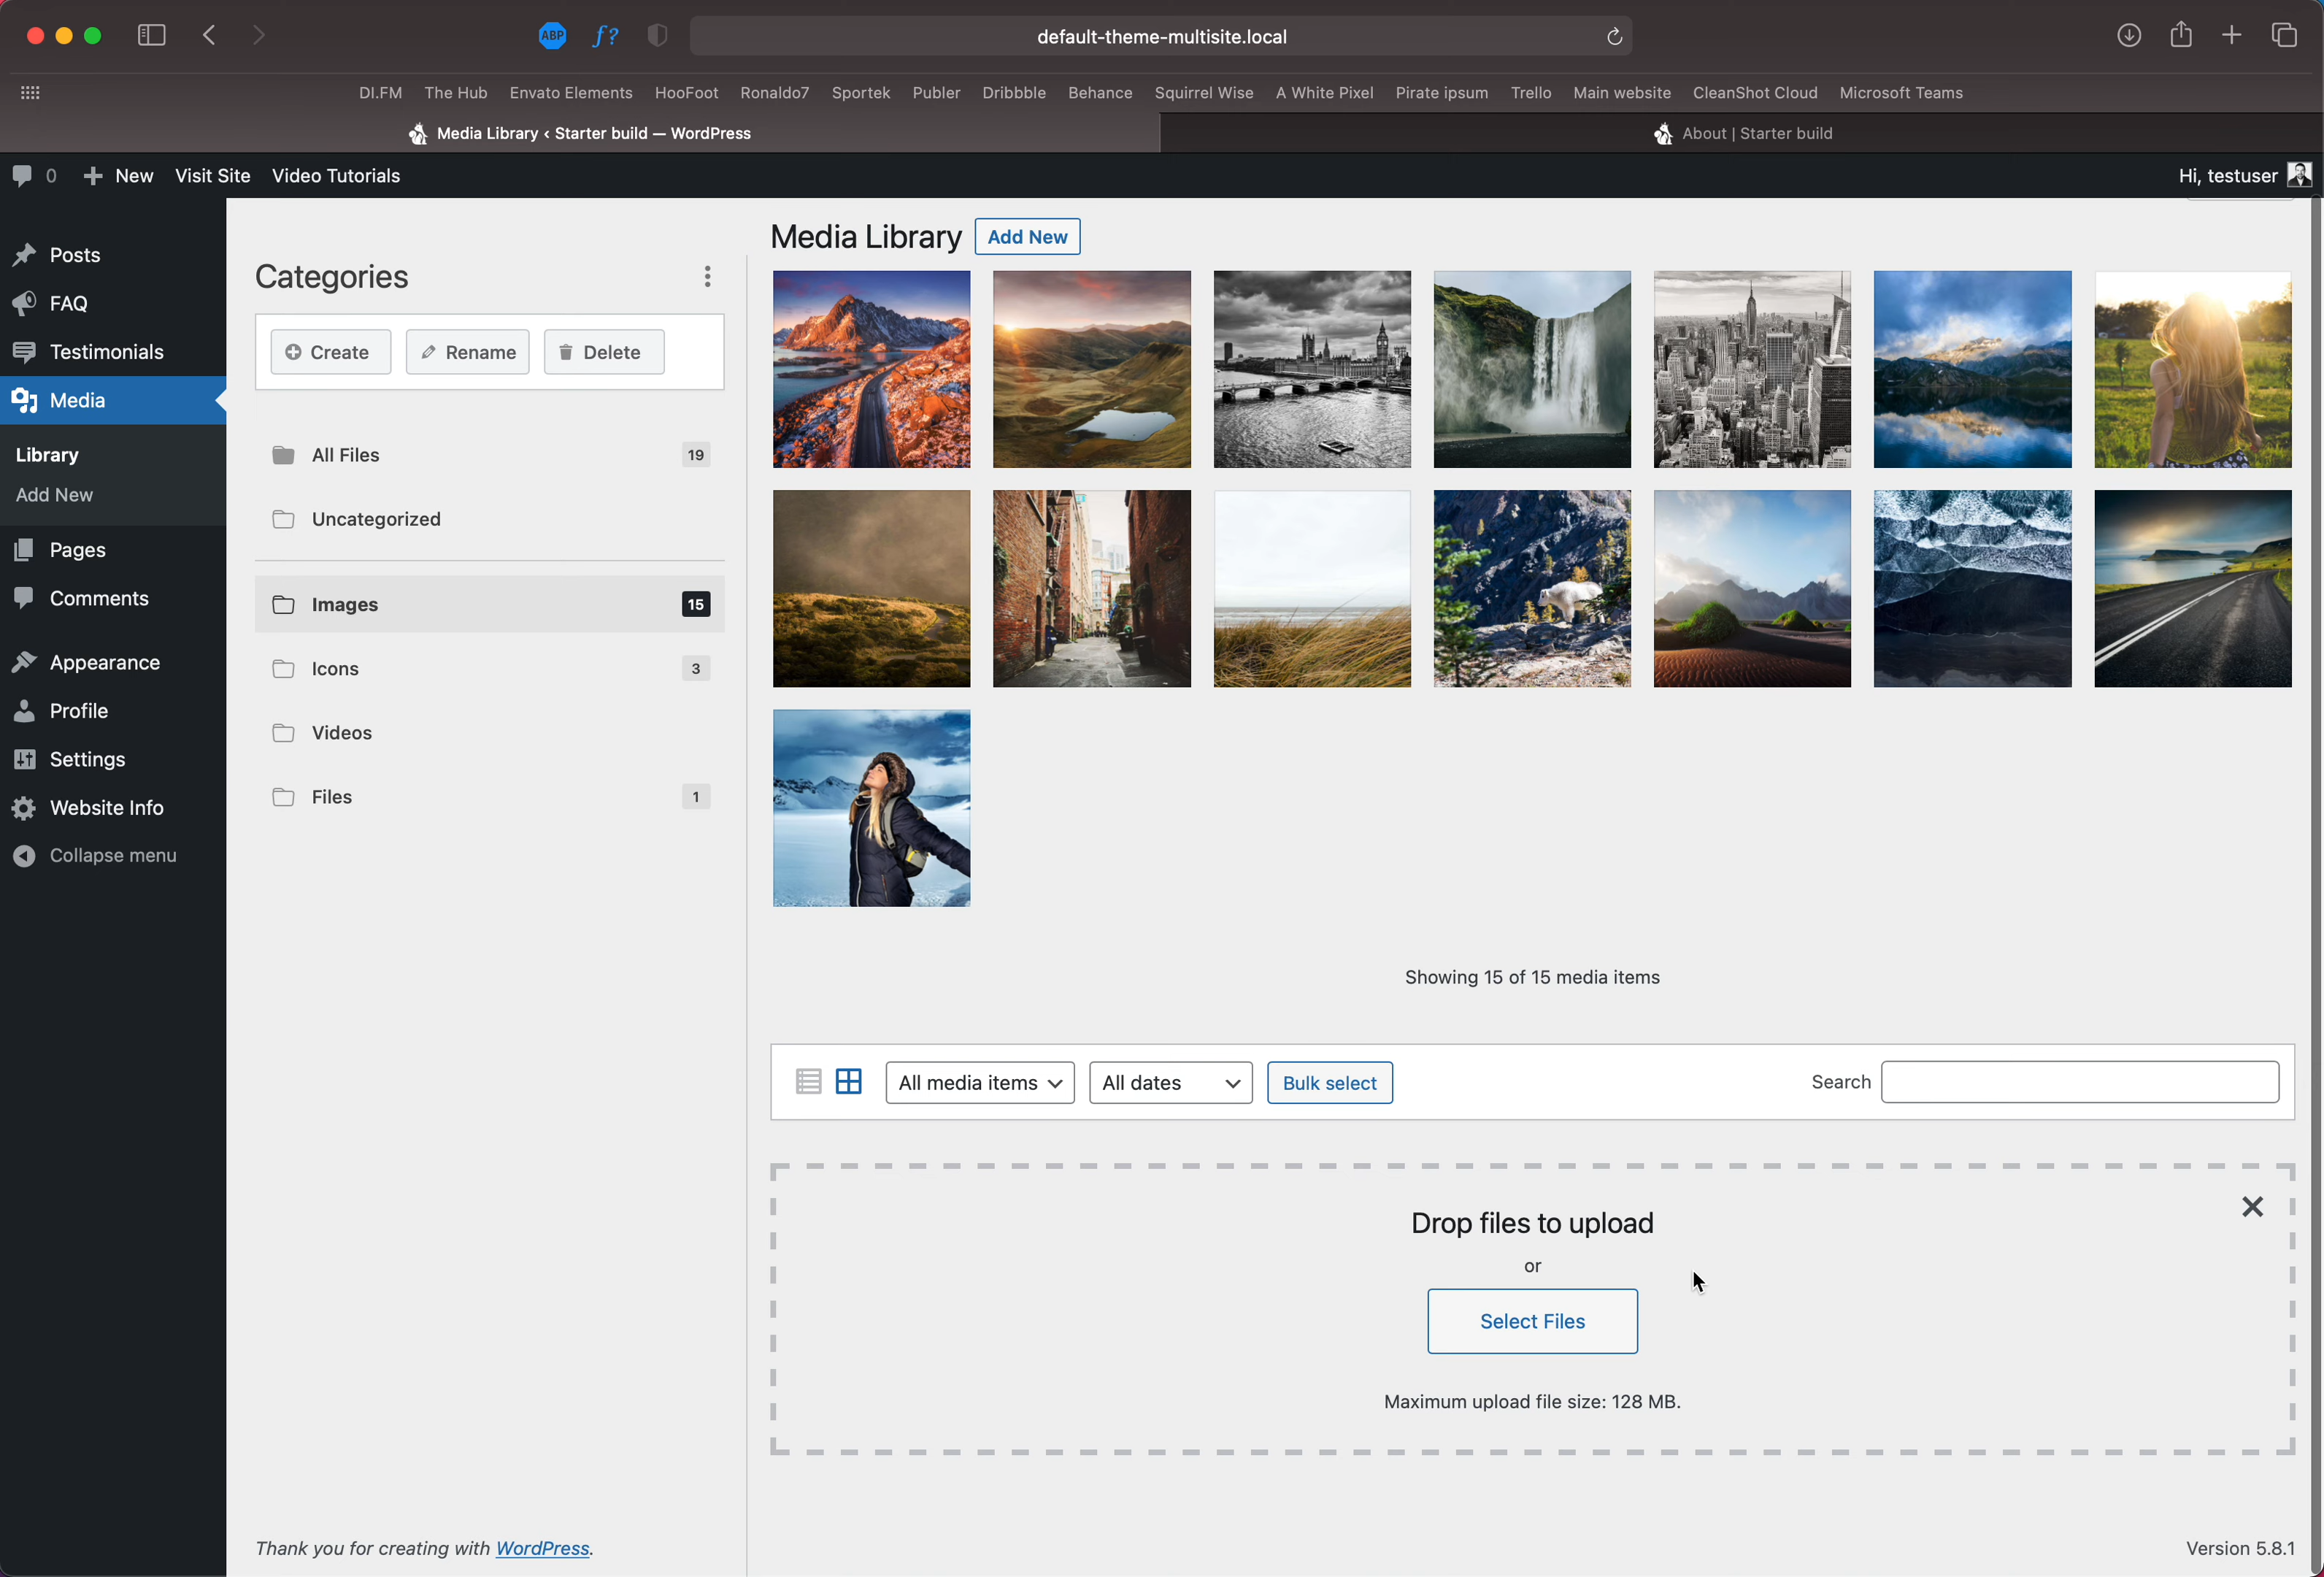 ABP
f?
default-theme-multisite.local
DI.FM The Hub Envato Elements HooFoot Ronaldo7 Sportek Publer Dribbble Behance Squirrel Wise A White Pixel Pirate ipsum Trello Main website CleanShot Cloud Microsoft Teams
Media Library ‹ Starter build — WordPress
About | Starter build
0 New Visit Site Video Tutorials
Hi, testuser
Posts
FAQ
Testimonials
Media
Library
Add New
Pages
Comments
Appearance
Profile
Settings
Website Info
Collapse menu
Categories
Create Rename Delete
All Files 19
Uncategorized
Images 15
Icons 3
Videos
Files 1
Media Library Add New
Showing 15 of 15 media items
All media items All dates Bulk select Search
Drop files to upload
or
Select Files
Maximum upload file size: 128 MB.
Thank you for creating with WordPress.
Version 5.8.1